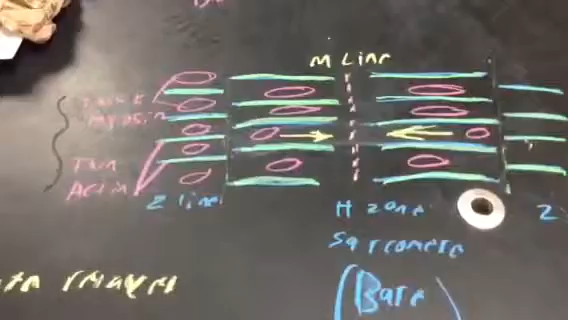 M Line
Thick
myosin
Thin
Actin
Z line
H zone
Z
Sarcomere
(Bare)